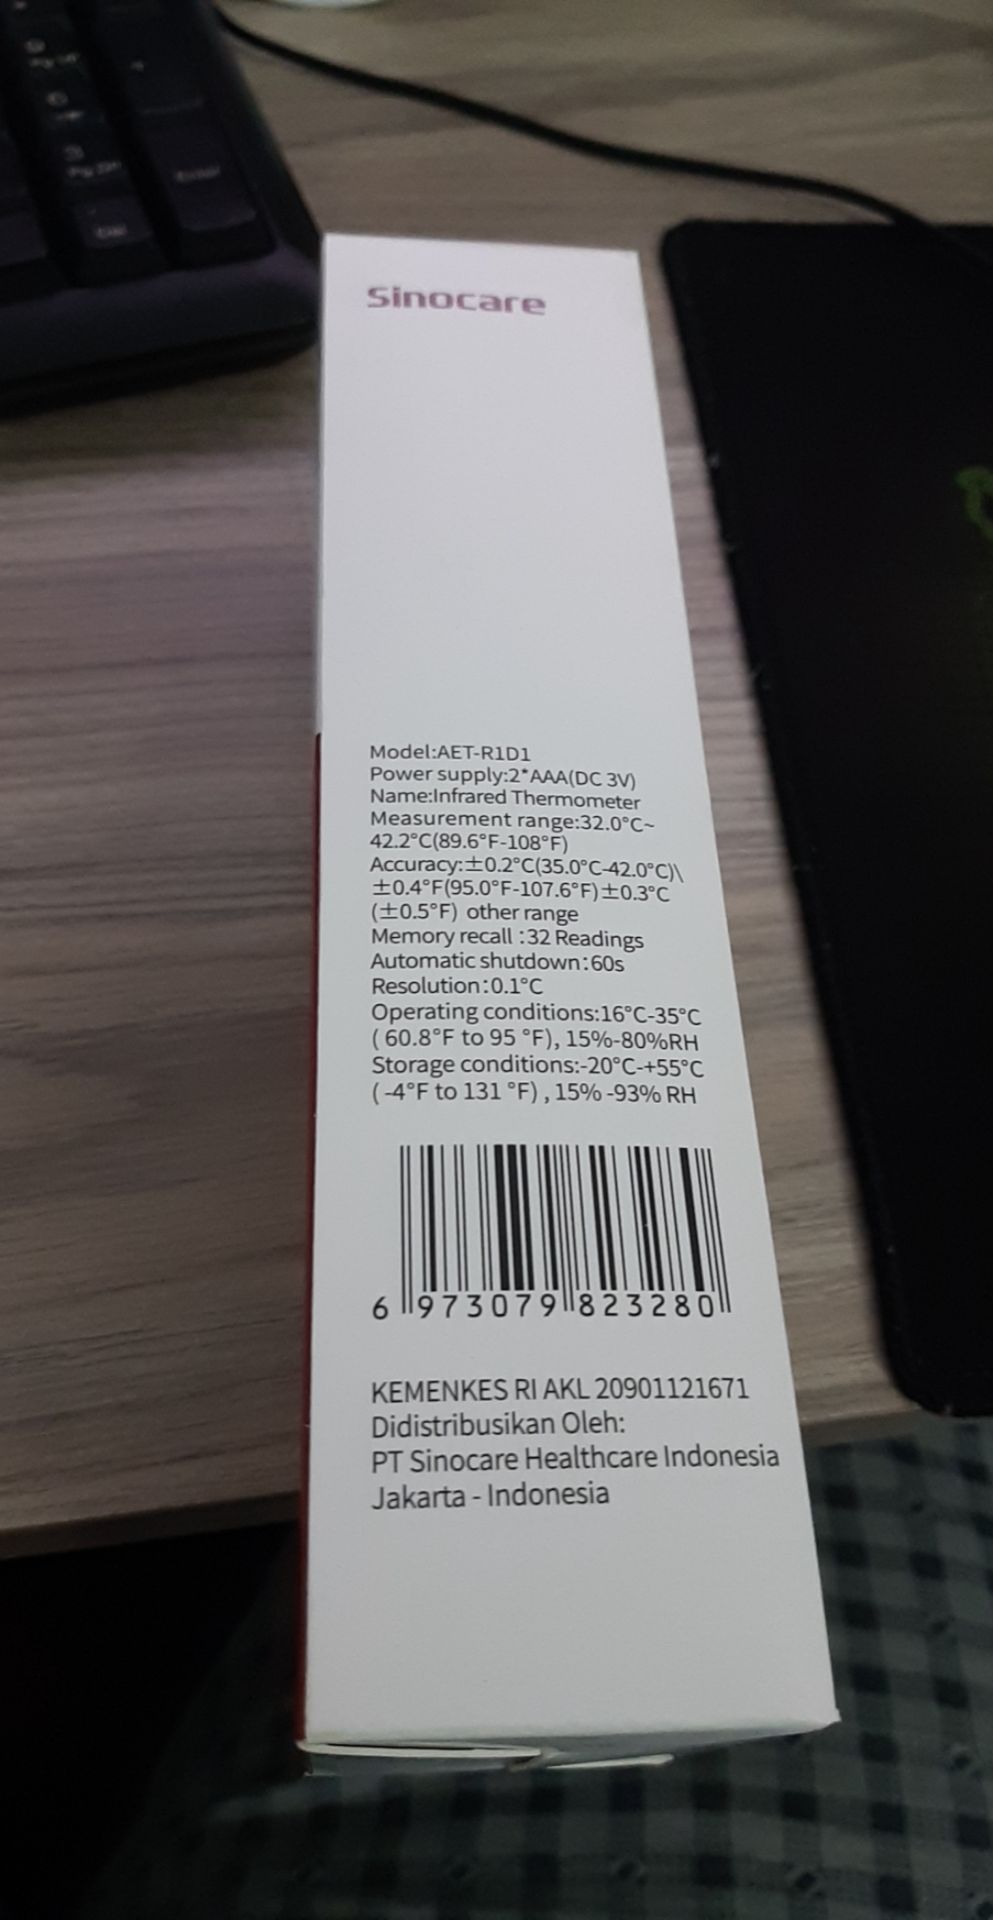 Sinocare
Model:AET-R1D1
Power supply:2*AAA(DC 3V)
Name:Infrared Thermometer
Measurement range:32.0°C~
42.2°C(89.6°F-108°F)
Accuracy:±0.2°C(35.0°C-42.0°C)\
±0.4°F(95.0°F-107.6°F)±0.3°C
(±0.5°F) other range
Memory recall :32 Readings
Automatic shutdown:60s
Resolution:0.1°C
Operating conditions:16°C-35°C
( 60.8°F to 95 °F), 15%-80%RH
Storage conditions:-20°C-+55°C
( -4°F to 131 °F) , 15% -93% RH
6 973079 823280
KEMENKES RI AKL 20901121671
Didistribusikan Oleh:
PT Sinocare Healthcare Indonesia
Jakarta - Indonesia